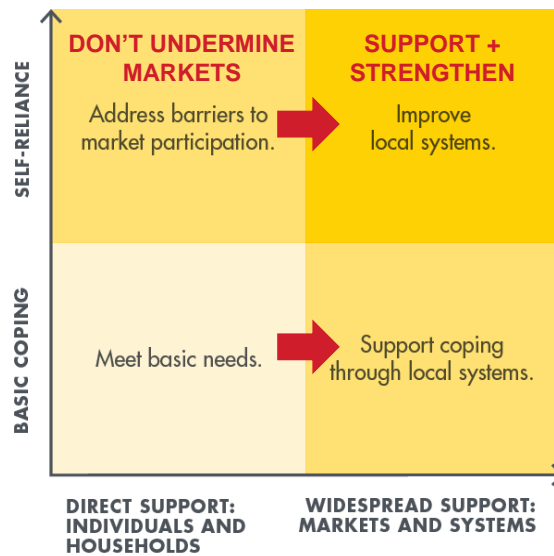 DON'T UNDERMINE
MARKETS
SUPPORT +
STRENGTHEN
Address barriers to
market participation.
Improve
local systems.
SELF-RELIANCE
Meet basic needs.
Support coping
through local systems.
BASIC COPING
DIRECT SUPPORT:
INDIVIDUALS AND
HOUSEHOLDS
WIDESPREAD SUPPORT:
MARKETS AND SYSTEMS